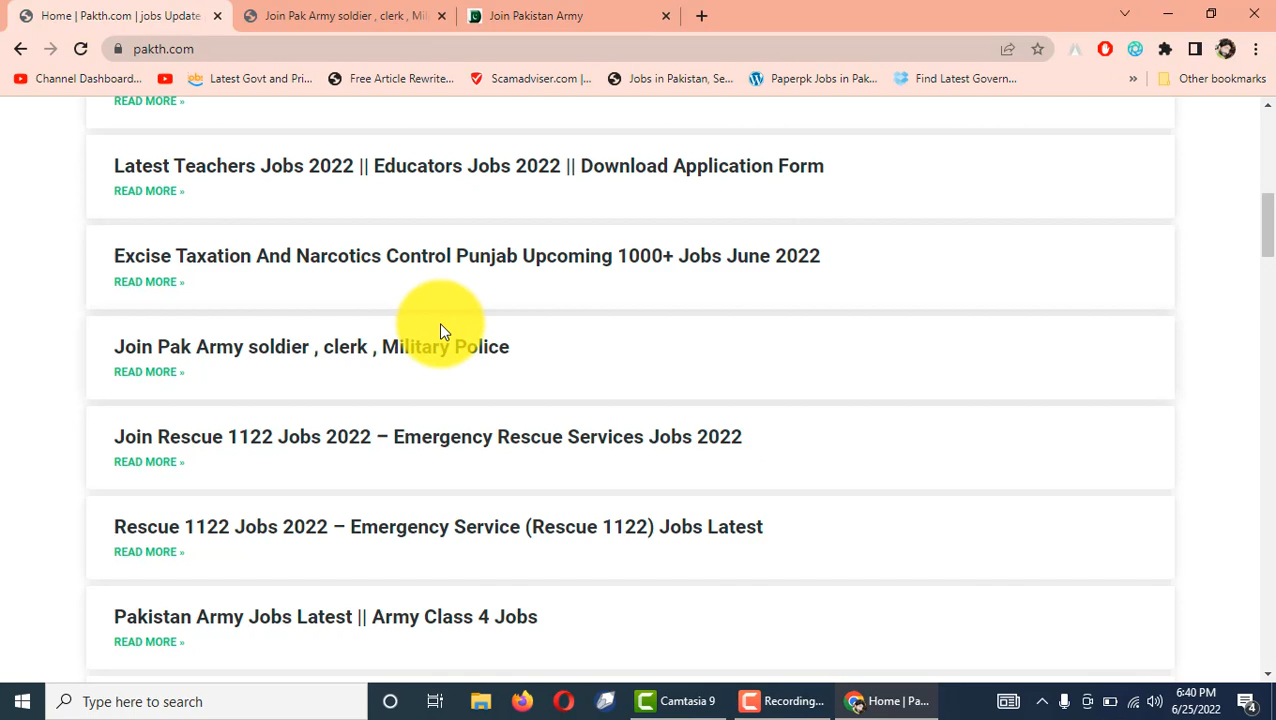 Home | Pakth.com | jobs Update
Join Pak Army soldier , clerk , Mil
Join Pakistan Army
pakth.com
Channel Dashboard...
Latest Govt and Pri...
Free Article Rewrite...
Scamadviser.com |...
Jobs in Pakistan, Se...
Paperpk Jobs in Pak...
Find Latest Govern...
»
Other bookmarks
READ MORE »
Latest Teachers Jobs 2022 || Educators Jobs 2022 || Download Application Form
READ MORE »
Excise Taxation And Narcotics Control Punjab Upcoming 1000+ Jobs June 2022
READ MORE »
Join Pak Army soldier , clerk , Military Police
READ MORE »
Join Rescue 1122 Jobs 2022 – Emergency Rescue Services Jobs 2022
READ MORE »
Rescue 1122 Jobs 2022 – Emergency Service (Rescue 1122) Jobs Latest
READ MORE »
Pakistan Army Jobs Latest || Army Class 4 Jobs
READ MORE »
Type here to search
Camtasia 9
Recording...
Home | Pa...
6:40 PM
6/25/2022
4